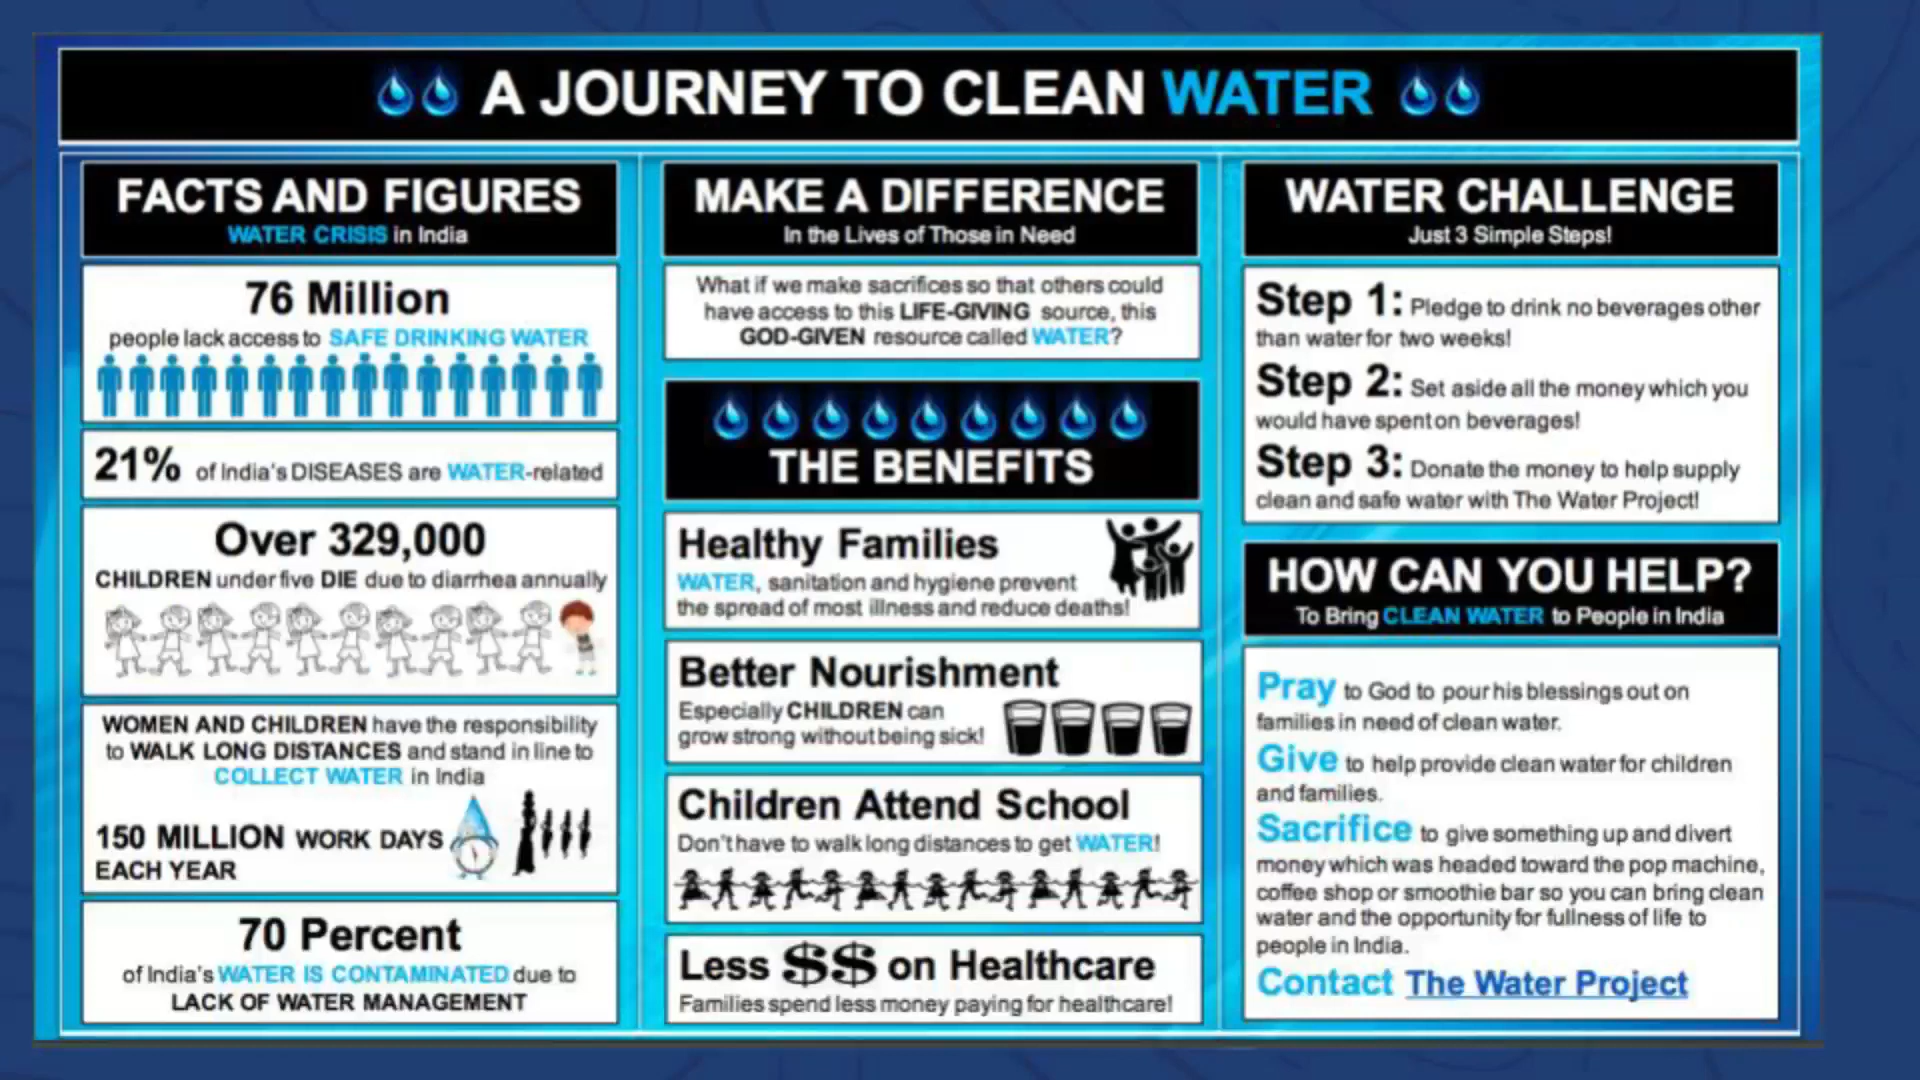 A JOURNEY TO CLEAN WATER
FACTS AND FIGURES
WATER CRISIS in India
76 Million
people lack access to SAFE DRINKING WATER
21% of India's DISEASES are WATER-related
Over 329,000
CHILDREN under five DIE due to diarrhea annually
WOMEN AND CHILDREN have the responsibility
to WALK LONG DISTANCES and stand in line to
COLLECT WATER in India
150 MILLION WORK DAYS
EACH YEAR
70 Percent
of India's WATER IS CONTAMINATED due to
LACK OF WATER MANAGEMENT
MAKE A DIFFERENCE
In the Lives of Those in Need
What if we make sacrifices so that others could
have access to this LIFE-GIVING source, this
GOD-GIVEN resource called WATER?
THE BENEFITS
Healthy Families
WATER, sanitation and hygiene prevent
the spread of most illness and reduce deaths!
Better Nourishment
Especially CHILDREN can
grow strong without being sick!
Children Attend School
Don't have to walk long distances to get WATER!
Less $$ on Healthcare
Families spend less money paying for healthcare!
WATER CHALLENGE
Just 3 Simple Steps!
Step 1: Pledge to drink no beverages other
than water for two weeks!
Step 2: Set aside all the money which you
would have spent on beverages!
Step 3: Donate the money to help supply
clean and safe water with The Water Project!
HOW CAN YOU HELP?
To Bring CLEAN WATER to People in India
Pray to God to pour his blessings out on
families in need of clean water.
Give to help provide clean water for children
and families.
Sacrifice to give something up and divert
money which was headed toward the pop machine,
coffee shop or smoothie bar so you can bring clean
water and the opportunity for fullness of life to
people in India.
Contact The Water Project